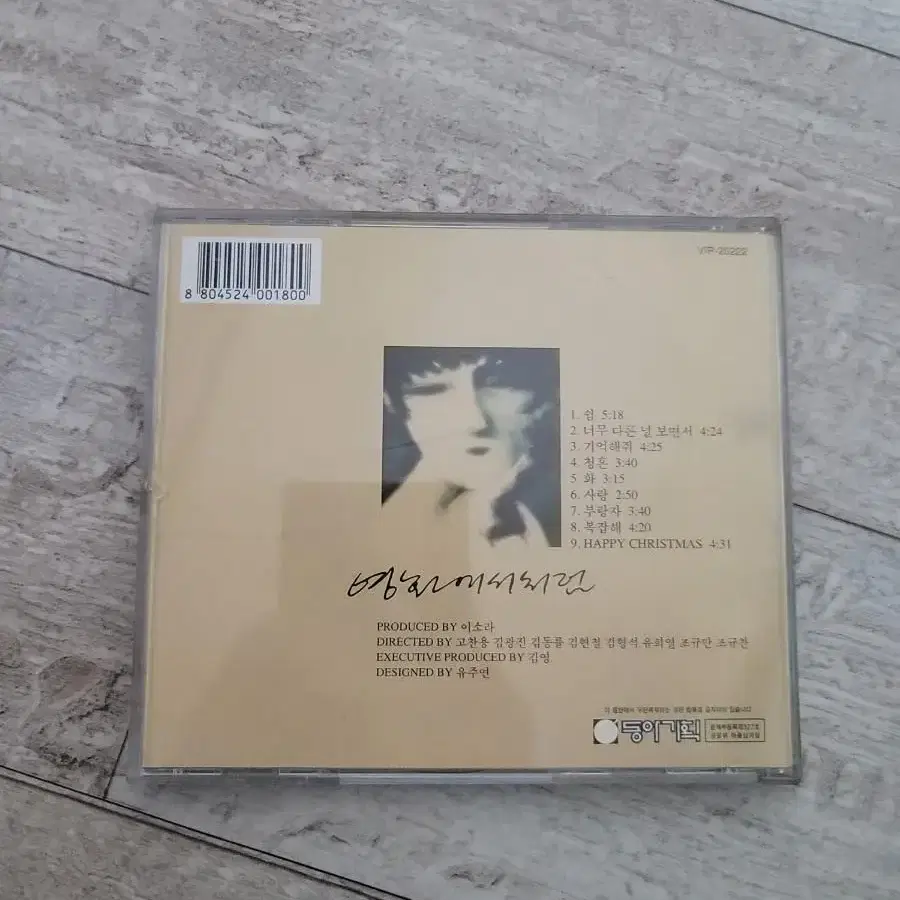 8 804524 001800
VIP-20222
1. 쉼 5:18
2. 너무 다른 널 보면서 4:24
3. 기억해줘 4:25
4. 청혼 3:40
5 화 3:15
6. 사랑 2:50
7. 부랑자 3:40
8. 복잡해 4:20
9. HAPPY CHRISTMAS 4:31
영화에서처럼
PRODUCED BY 이소라
DIRECTED BY 고찬용 김광진 김동률 김현철 김형석 유희열 조규만 조규찬
EXECUTIVE PRODUCED BY 김영
DESIGNED BY 유주연
동아기획